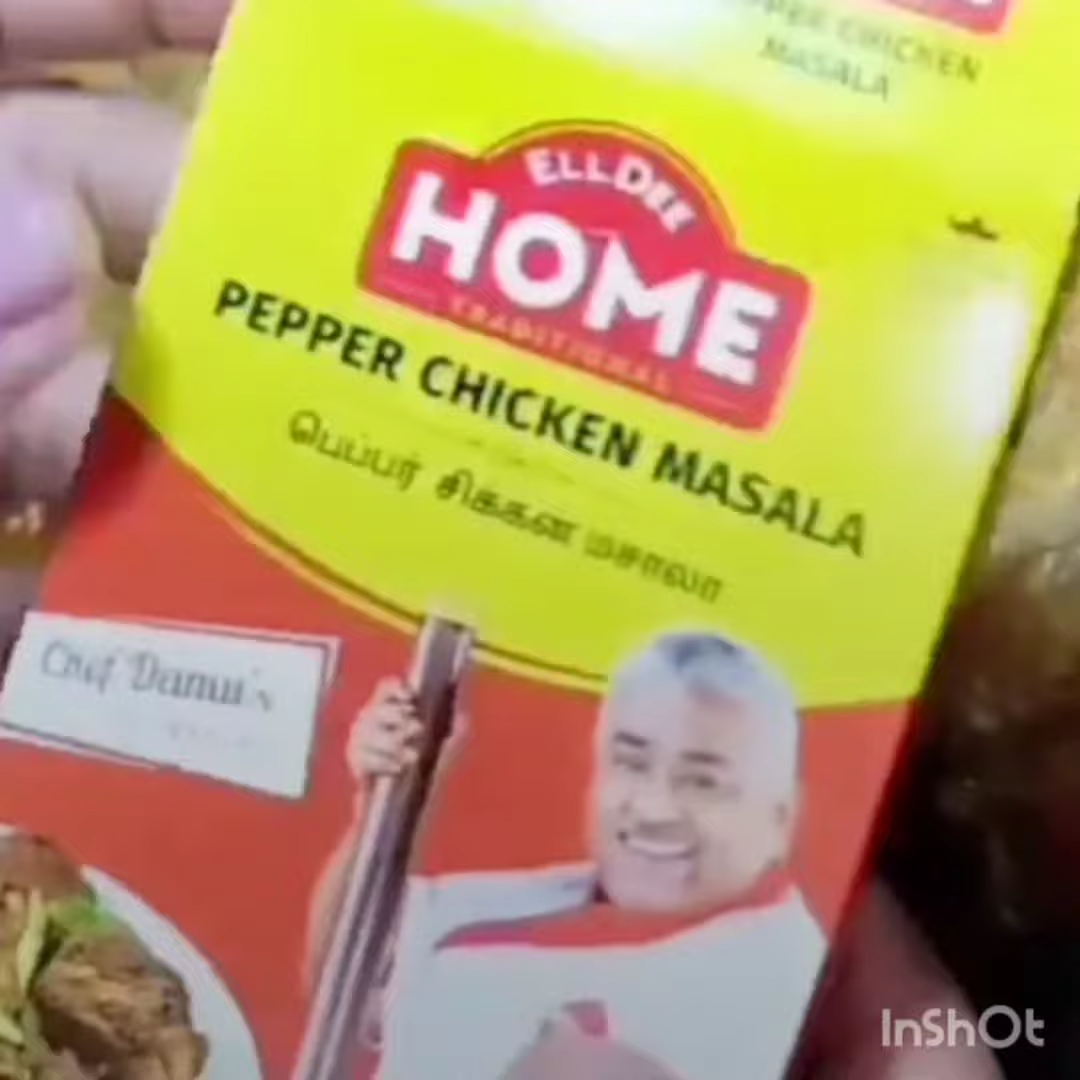 PEPPER CHICKEN
MASALA
ELLDEE
HOME
TRADITIONAL
PEPPER CHICKEN MASALA
பெப்பர் சிக்கன் மசாலா
Chef Damu's
InShOt